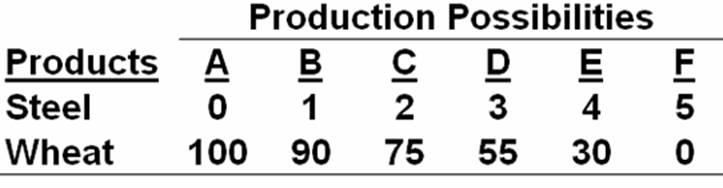 Production Possibilities
Products A B C D E F
Steel 0 1 2 3 4 5
Wheat 100 90 75 55 30 0